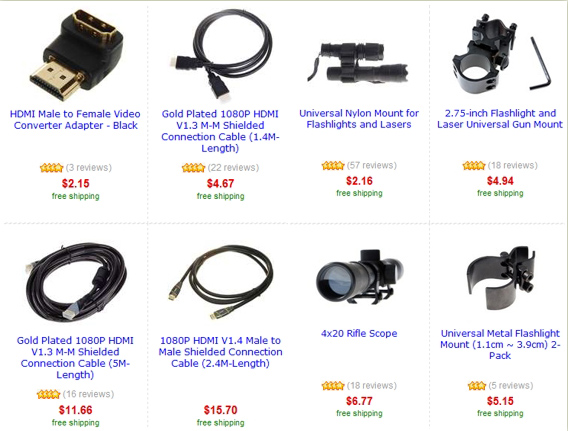 HDMI Male to Female Video
Converter Adapter - Black
(3 reviews)
$2.15
free shipping
Gold Plated 1080P HDMI
V1.3 M-M Shielded
Connection Cable (1.4M-
Length)
(22 reviews)
$4.67
free shipping
Universal Nylon Mount for
Flashlights and Lasers
(57 reviews)
$2.16
free shipping
2.75-inch Flashlight and
Laser Universal Gun Mount
(18 reviews)
$4.94
free shipping
Gold Plated 1080P HDMI
V1.3 M-M Shielded
Connection Cable (5M-
Length)
(16 reviews)
$11.66
free shipping
1080P HDMI V1.4 Male to
Male Shielded Connection
Cable (2.4M-Length)
$15.70
free shipping
4x20 Rifle Scope
(18 reviews)
$6.77
free shipping
Universal Metal Flashlight
Mount (1.1cm ~ 3.9cm) 2-
Pack
(5 reviews)
$5.15
free shipping